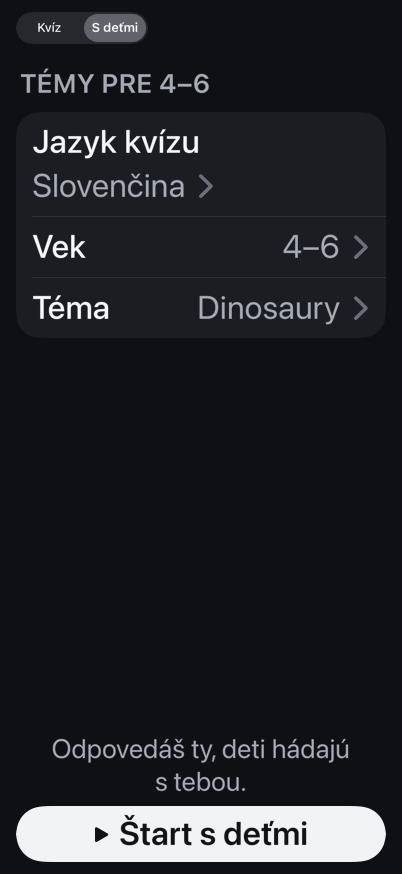 Kvíz S deťmi
TÉMY PRE 4–6
Jazyk kvízu
Slovenčina
Vek 4–6
Téma Dinosaury
Odpovedáš ty, deti hádajú
s tebou.
Štart s deťmi